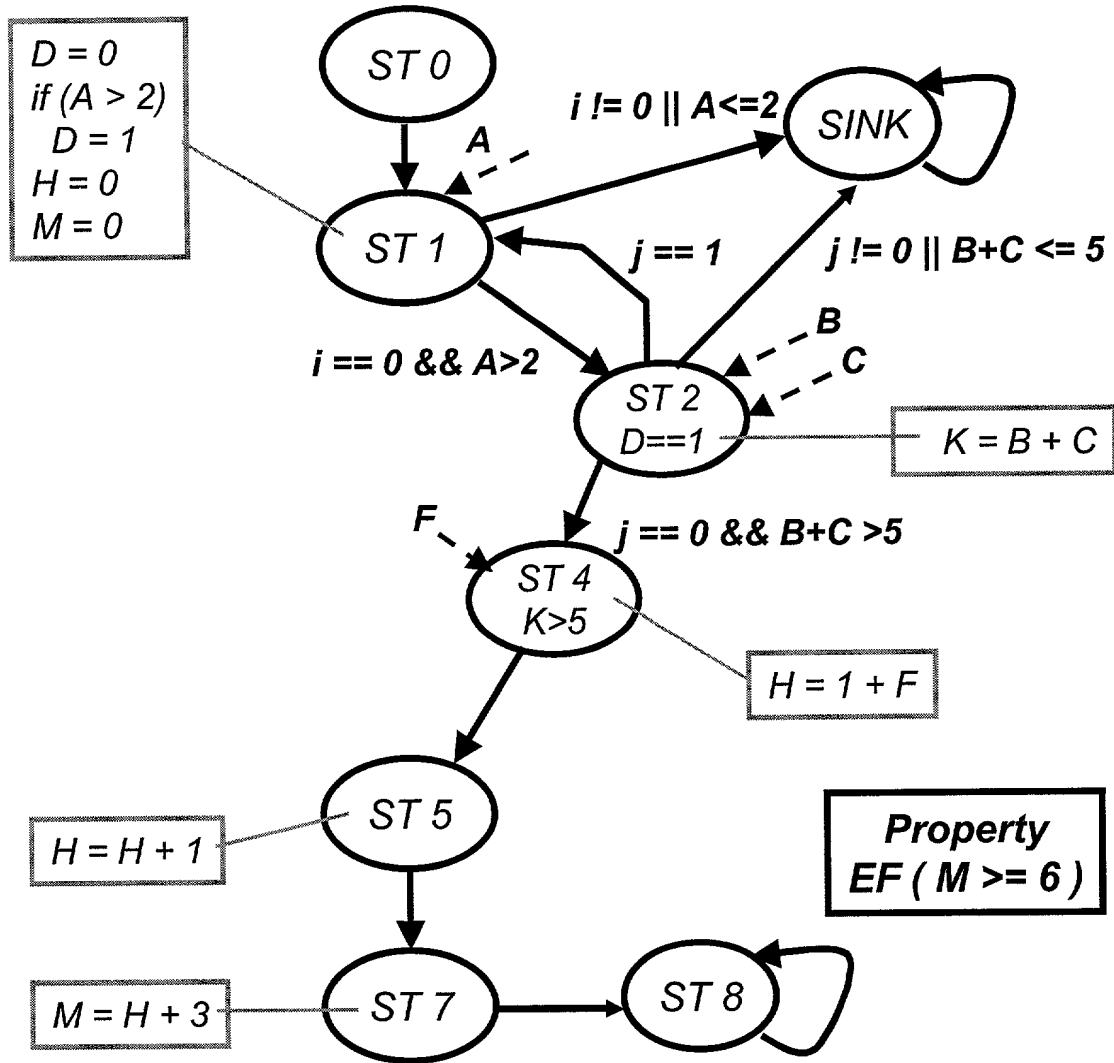 D = 0
if (A > 2)
D = 1
H = 0
M = 0
ST 0
i != 0 || A<=2
SINK
A
ST 1
j == 1
j != 0 || B+C <= 5
B
C
i == 0 && A>2
ST 2
D==1
K = B + C
F
j == 0 && B+C >5
ST 4
K>5
H = 1 + F
ST 5
H = H + 1
Property
EF ( M >= 6 )
M = H + 3
ST 7
ST 8